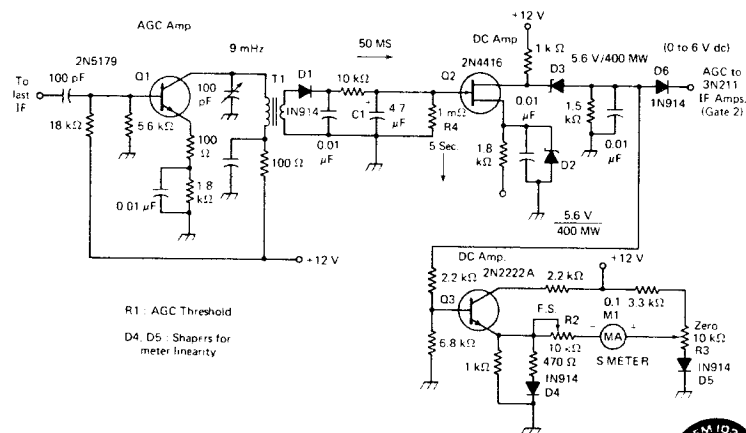 AGC Amp
2N5179
9 mHz
50 MS
DC Amp
+12 V
(0 to 6 V dc)
To last IF
100 pF
Q1
100 pF
T1
D1
10 kΩ
Q2
2N4416
1 k Ω
D3
5.6 V/400 MW
D6
AGC to 3N211 IF Amps. (Gate 2)
18 kΩ
5.6 kΩ
IN914
C1
4.7 µF
1 mΩ
R4
0.01 µF
1.5 kΩ
1N914
0.01 µF
100 Ω
0.01 µF
1.8 kΩ
100 Ω
0.01 µF
5 Sec.
1.8 kΩ
D2
5.6 V
400 MW
+12 V
R1 : AGC Threshold
D4, D5 : Shapers for
meter linearity
DC Amp.
2N2222A
+12 V
2.2 kΩ
Q3
2.2 kΩ
3.3 kΩ
F.S.
R2
0.1
M1
Zero
10 kΩ
R3
6.8 kΩ
10 kΩ
- MA +
S METER
1 kΩ
470 Ω
IN914
D4
IN914
D5